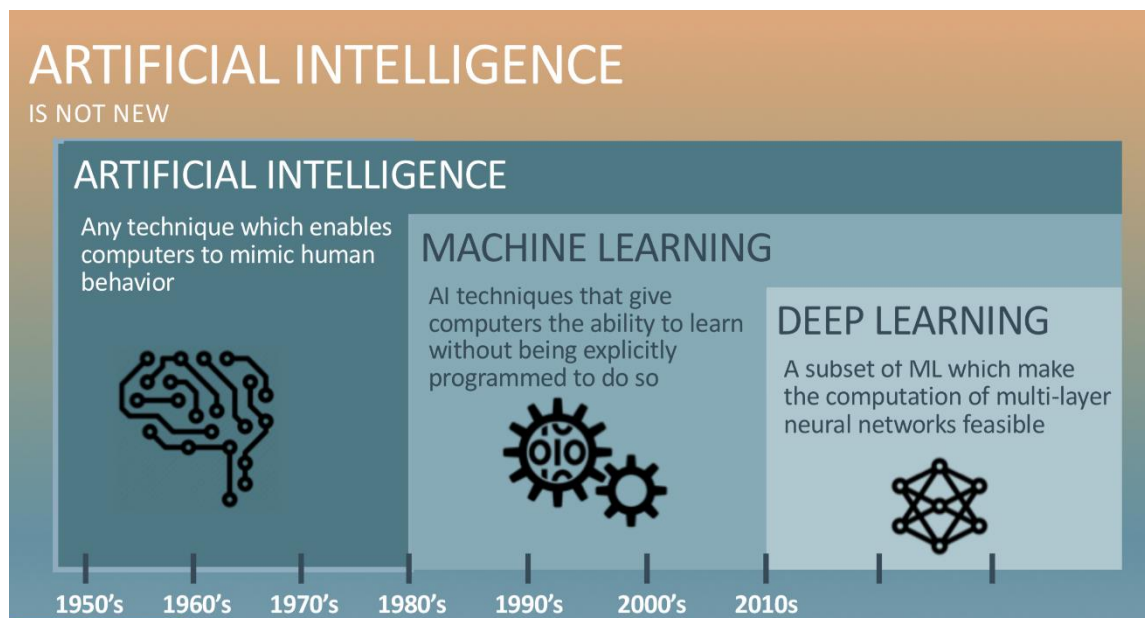 ARTIFICIAL INTELLIGENCE
IS NOT NEW
ARTIFICIAL INTELLIGENCE
Any technique which enables
computers to mimic human
behavior
MACHINE LEARNING
AI techniques that give
computers the ability to learn
without being explicitly
programmed to do so
DEEP LEARNING
A subset of ML which make
the computation of multi-layer
neural networks feasible
1950's 1960's 1970's 1980's 1990's 2000's 2010s